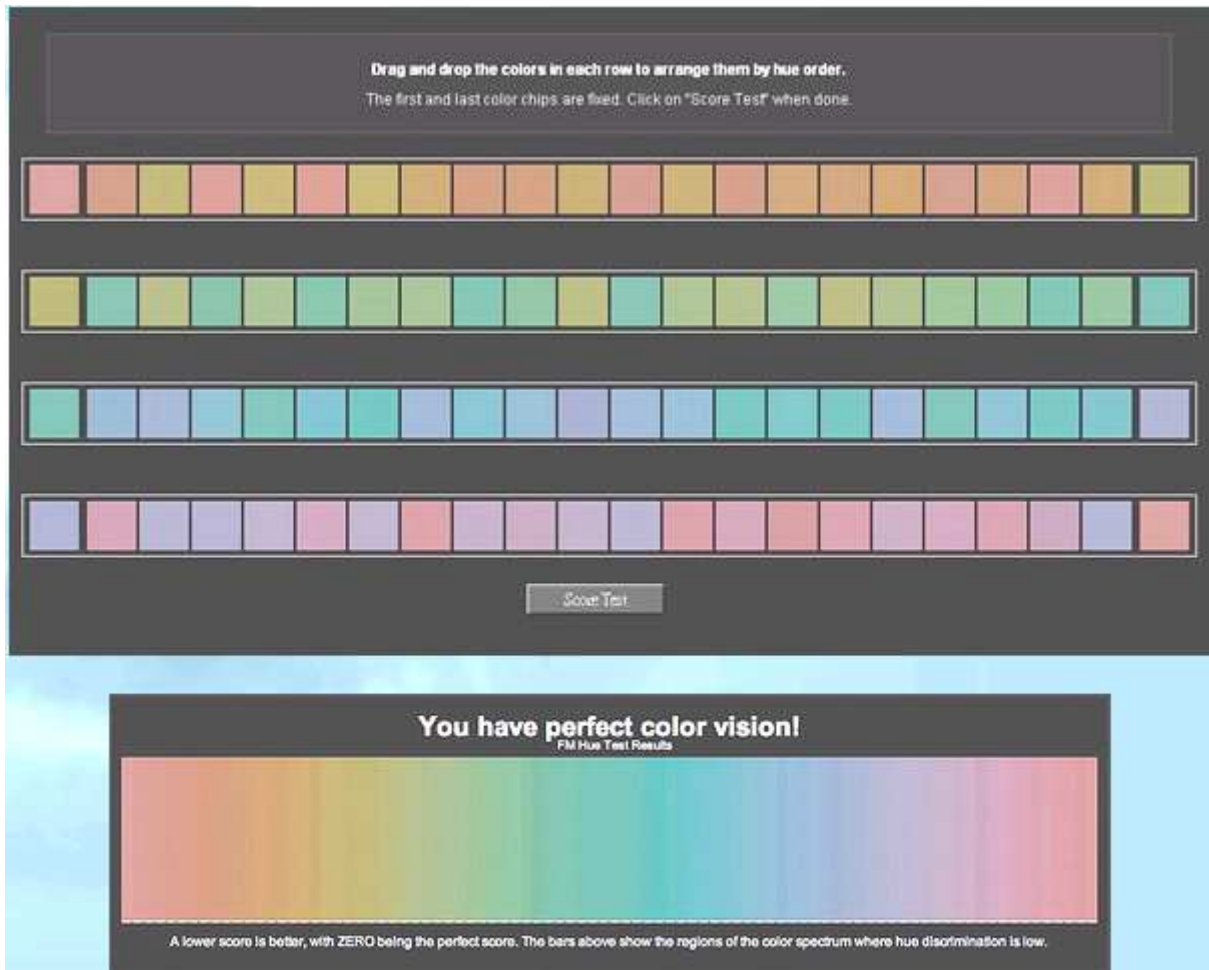 Drag and drop the colors in each row to arrange them by hue order.
The first and last color chips are fixed. Click on "Score Test" when done.
Score Test
You have perfect color vision!
FM Hue Test Results
A lower score is better, with ZERO being the perfect score. The bars above show the regions of the color spectrum where hue discrimination is low.